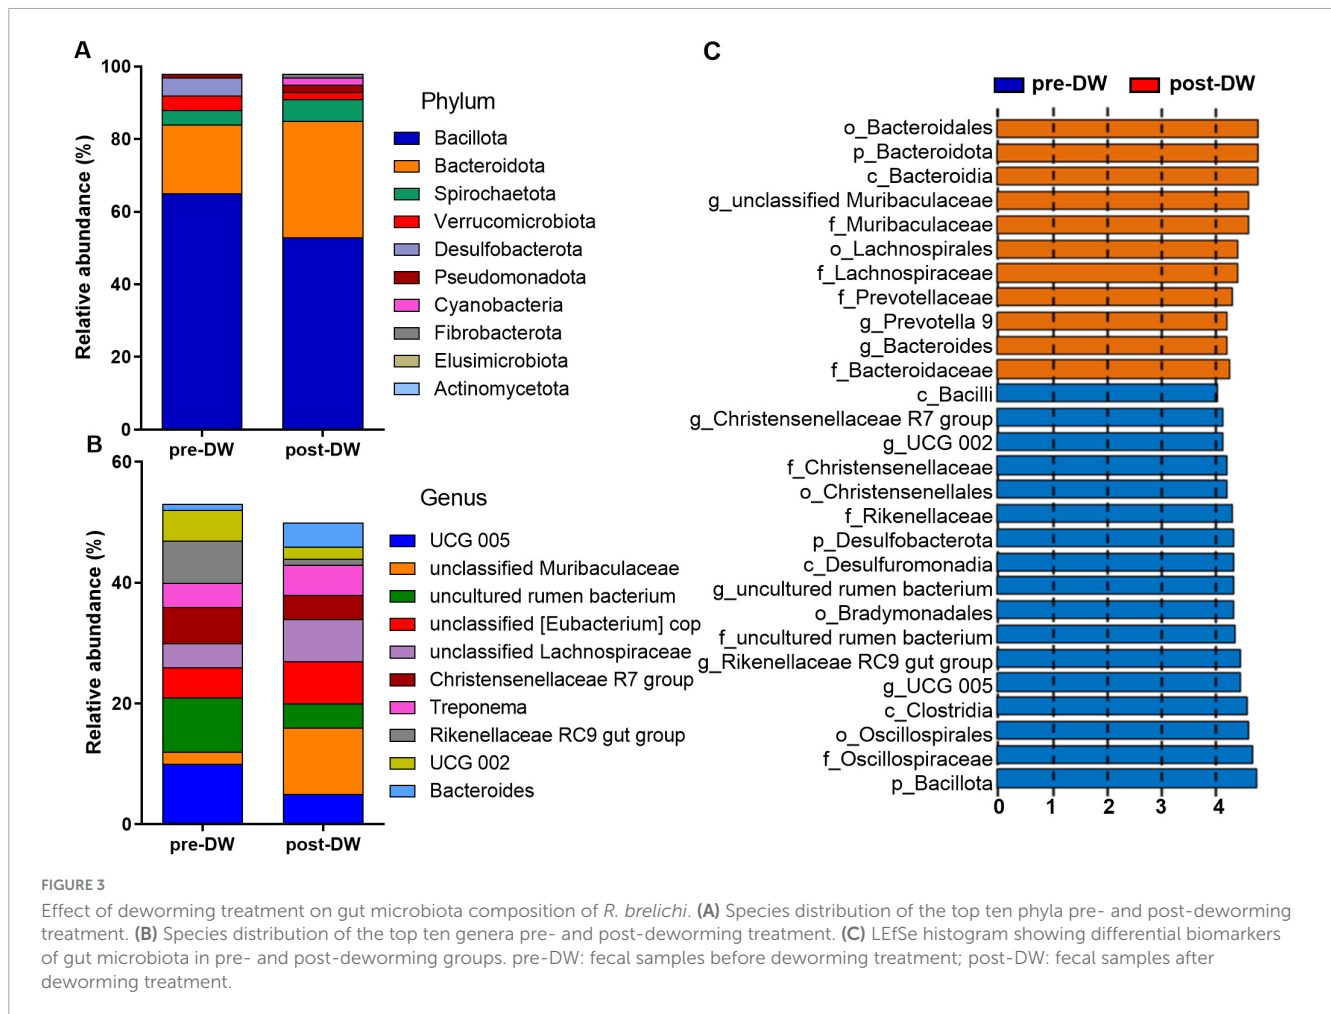 A
100
80
60
40
20
0
Relative abundance (%)
pre-DW
post-DW
Phylum
Bacillota
Bacteroidota
Spirochaetota
Verrucomicrobiota
Desulfobacterota
Pseudomonadota
Cyanobacteria
Fibrobacterota
Elusimicrobiota
Actinomycetota
B
60
40
20
0
Relative abundance (%)
pre-DW
post-DW
Genus
UCG 005
unclassified Muribaculaceae
uncultured rumen bacterium
unclassified [Eubacterium] cop
unclassified Lachnospiraceae
Christensenellaceae R7 group
Treponema
Rikenellaceae RC9 gut group
UCG 002
Bacteroides
C
pre-DW
post-DW
o_Bacteroidales
p_Bacteroidota
c_Bacteroidia
g_unclassified Muribaculaceae
f_Muribaculaceae
o_Lachnospirales
f_Lachnospiraceae
f_Prevotellaceae
g_Prevotella 9
g_Bacteroides
f_Bacteroidaceae
c_Bacilli
g_Christensenellaceae R7 group
g_UCG 002
f_Christensenellaceae
o_Christensenellales
f_Rikenellaceae
p_Desulfobacterota
c_Desulfuromonadia
g_uncultured rumen bacterium
o_Bradymonadales
f_uncultured rumen bacterium
g_Rikenellaceae RC9 gut group
g_UCG 005
c_Clostridia
o_Oscillospirales
f_Oscillospiraceae
p_Bacillota
0 1 2 3 4
FIGURE 3
Effect of deworming treatment on gut microbiota composition of R. brelichi. (A) Species distribution of the top ten phyla pre- and post-deworming
treatment. (B) Species distribution of the top ten genera pre- and post-deworming treatment. (C) LEfSe histogram showing differential biomarkers
of gut microbiota in pre- and post-deworming groups. pre-DW: fecal samples before deworming treatment; post-DW: fecal samples after
deworming treatment.